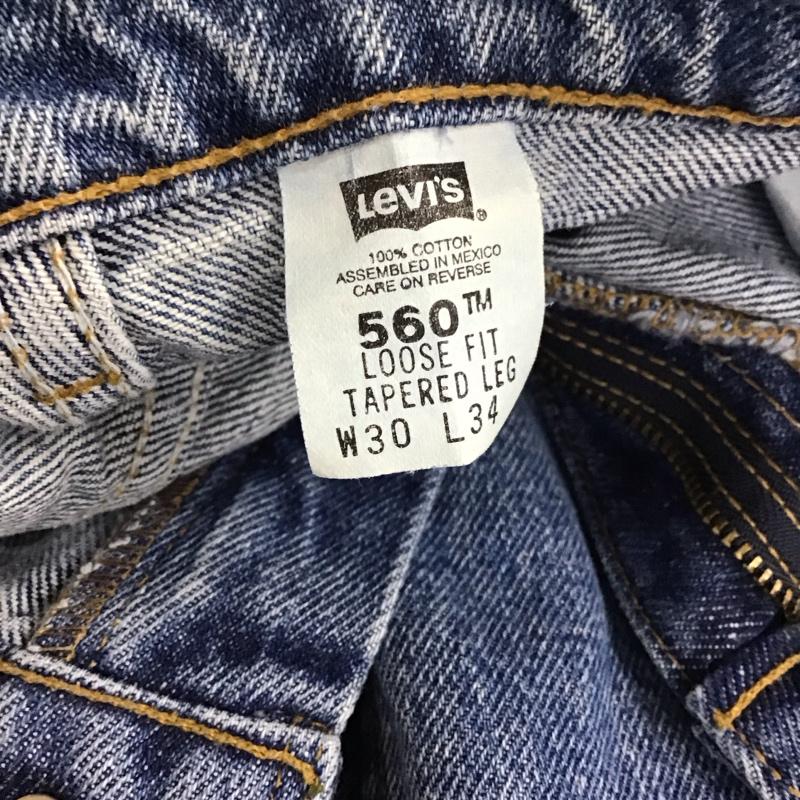 Levi's®
100% COTTON
ASSEMBLED IN MEXICO
CARE ON REVERSE
560™
LOOSE FIT
TAPERED LEG
W30 L34